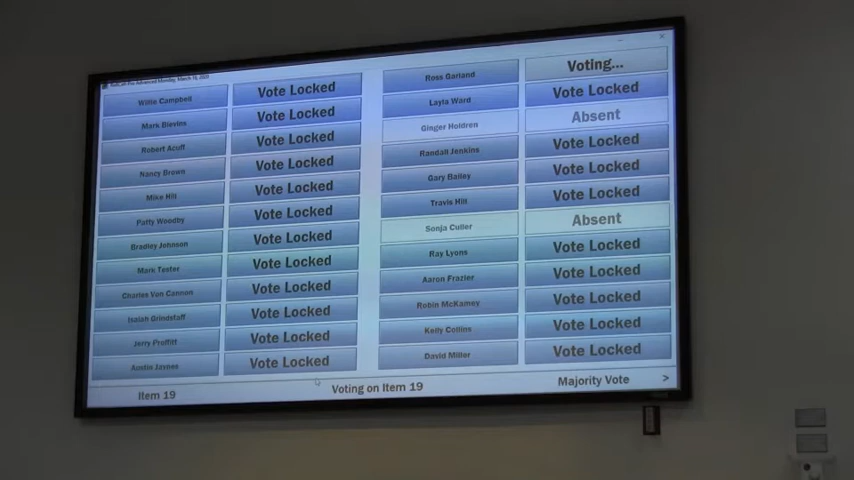 Willie Campbell Vote Locked
Mark Blevins Vote Locked
Robert Acuff Vote Locked
Nancy Brown Vote Locked
Mike Hill Vote Locked
Patty Woodby Vote Locked
Bradley Johnson Vote Locked
Mark Tester Vote Locked
Charles Von Cannon Vote Locked
Isaiah Grindstaff Vote Locked
Jerry Proffitt Vote Locked
Austin Jaynes Vote Locked
Ross Garland Voting...
Layla Ward Vote Locked
Ginger Holdren Absent
Randall Jenkins Vote Locked
Gary Bailey Vote Locked
Travis Hill Vote Locked
Sonja Culler Absent
Ray Lyons Vote Locked
Aaron Frazier Vote Locked
Robin McKamey Vote Locked
Kelly Collins Vote Locked
David Miller Vote Locked
Item 19 Voting on Item 19 Majority Vote >